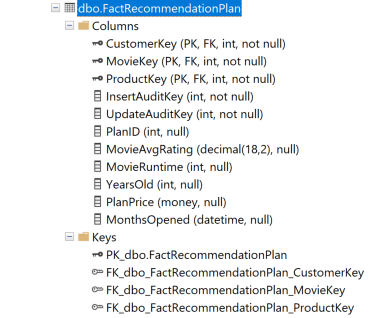 dbo.FactRecommendationPlan
Columns
CustomerKey (PK, FK, int, not null)
MovieKey (PK, FK, int, not null)
ProductKey (PK, FK, int, not null)
InsertAuditKey (int, not null)
UpdateAuditKey (int, not null)
PlanID (int, null)
MovieAvgRating (decimal(18,2), null)
MovieRuntime (int, null)
YearsOld (int, null)
PlanPrice (money, null)
MonthsOpened (datetime, null)
Keys
PK_dbo.FactRecommendationPlan
FK_dbo_FactRecommendationPlan_CustomerKey
FK_dbo_FactRecommendationPlan_MovieKey
FK_dbo_FactRecommendationPlan_ProductKey